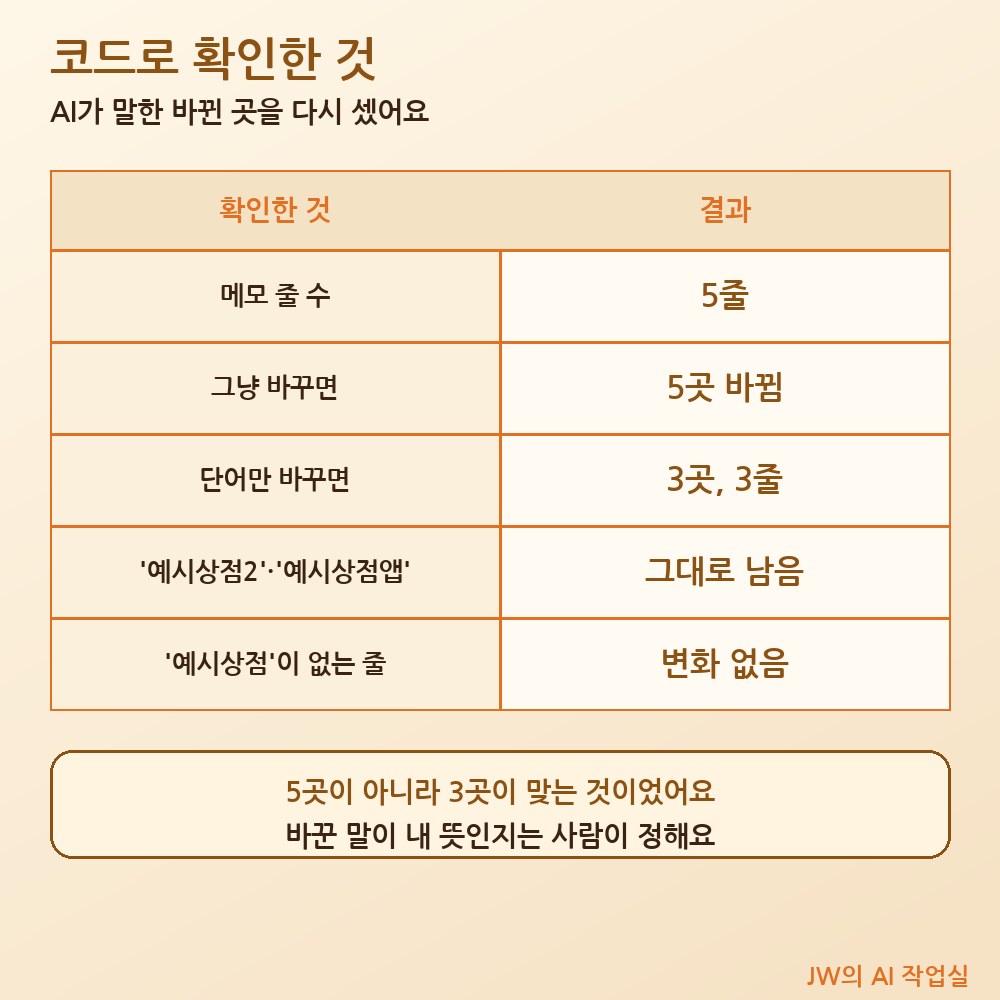 코드로 확인한 것
AI가 말한 바뀐 곳을 다시 셌어요
확인한 것 결과
메모 줄 수 5줄
그냥 바꾸면 5곳 바뀜
단어만 바꾸면 3곳, 3줄
'예시상점2'·'예시상점앱' 그대로 남음
'예시상점'이 없는 줄 변화 없음
5곳이 아니라 3곳이 맞는 것이었어요
바꾼 말이 내 뜻인지는 사람이 정해요
JW의 AI 작업실